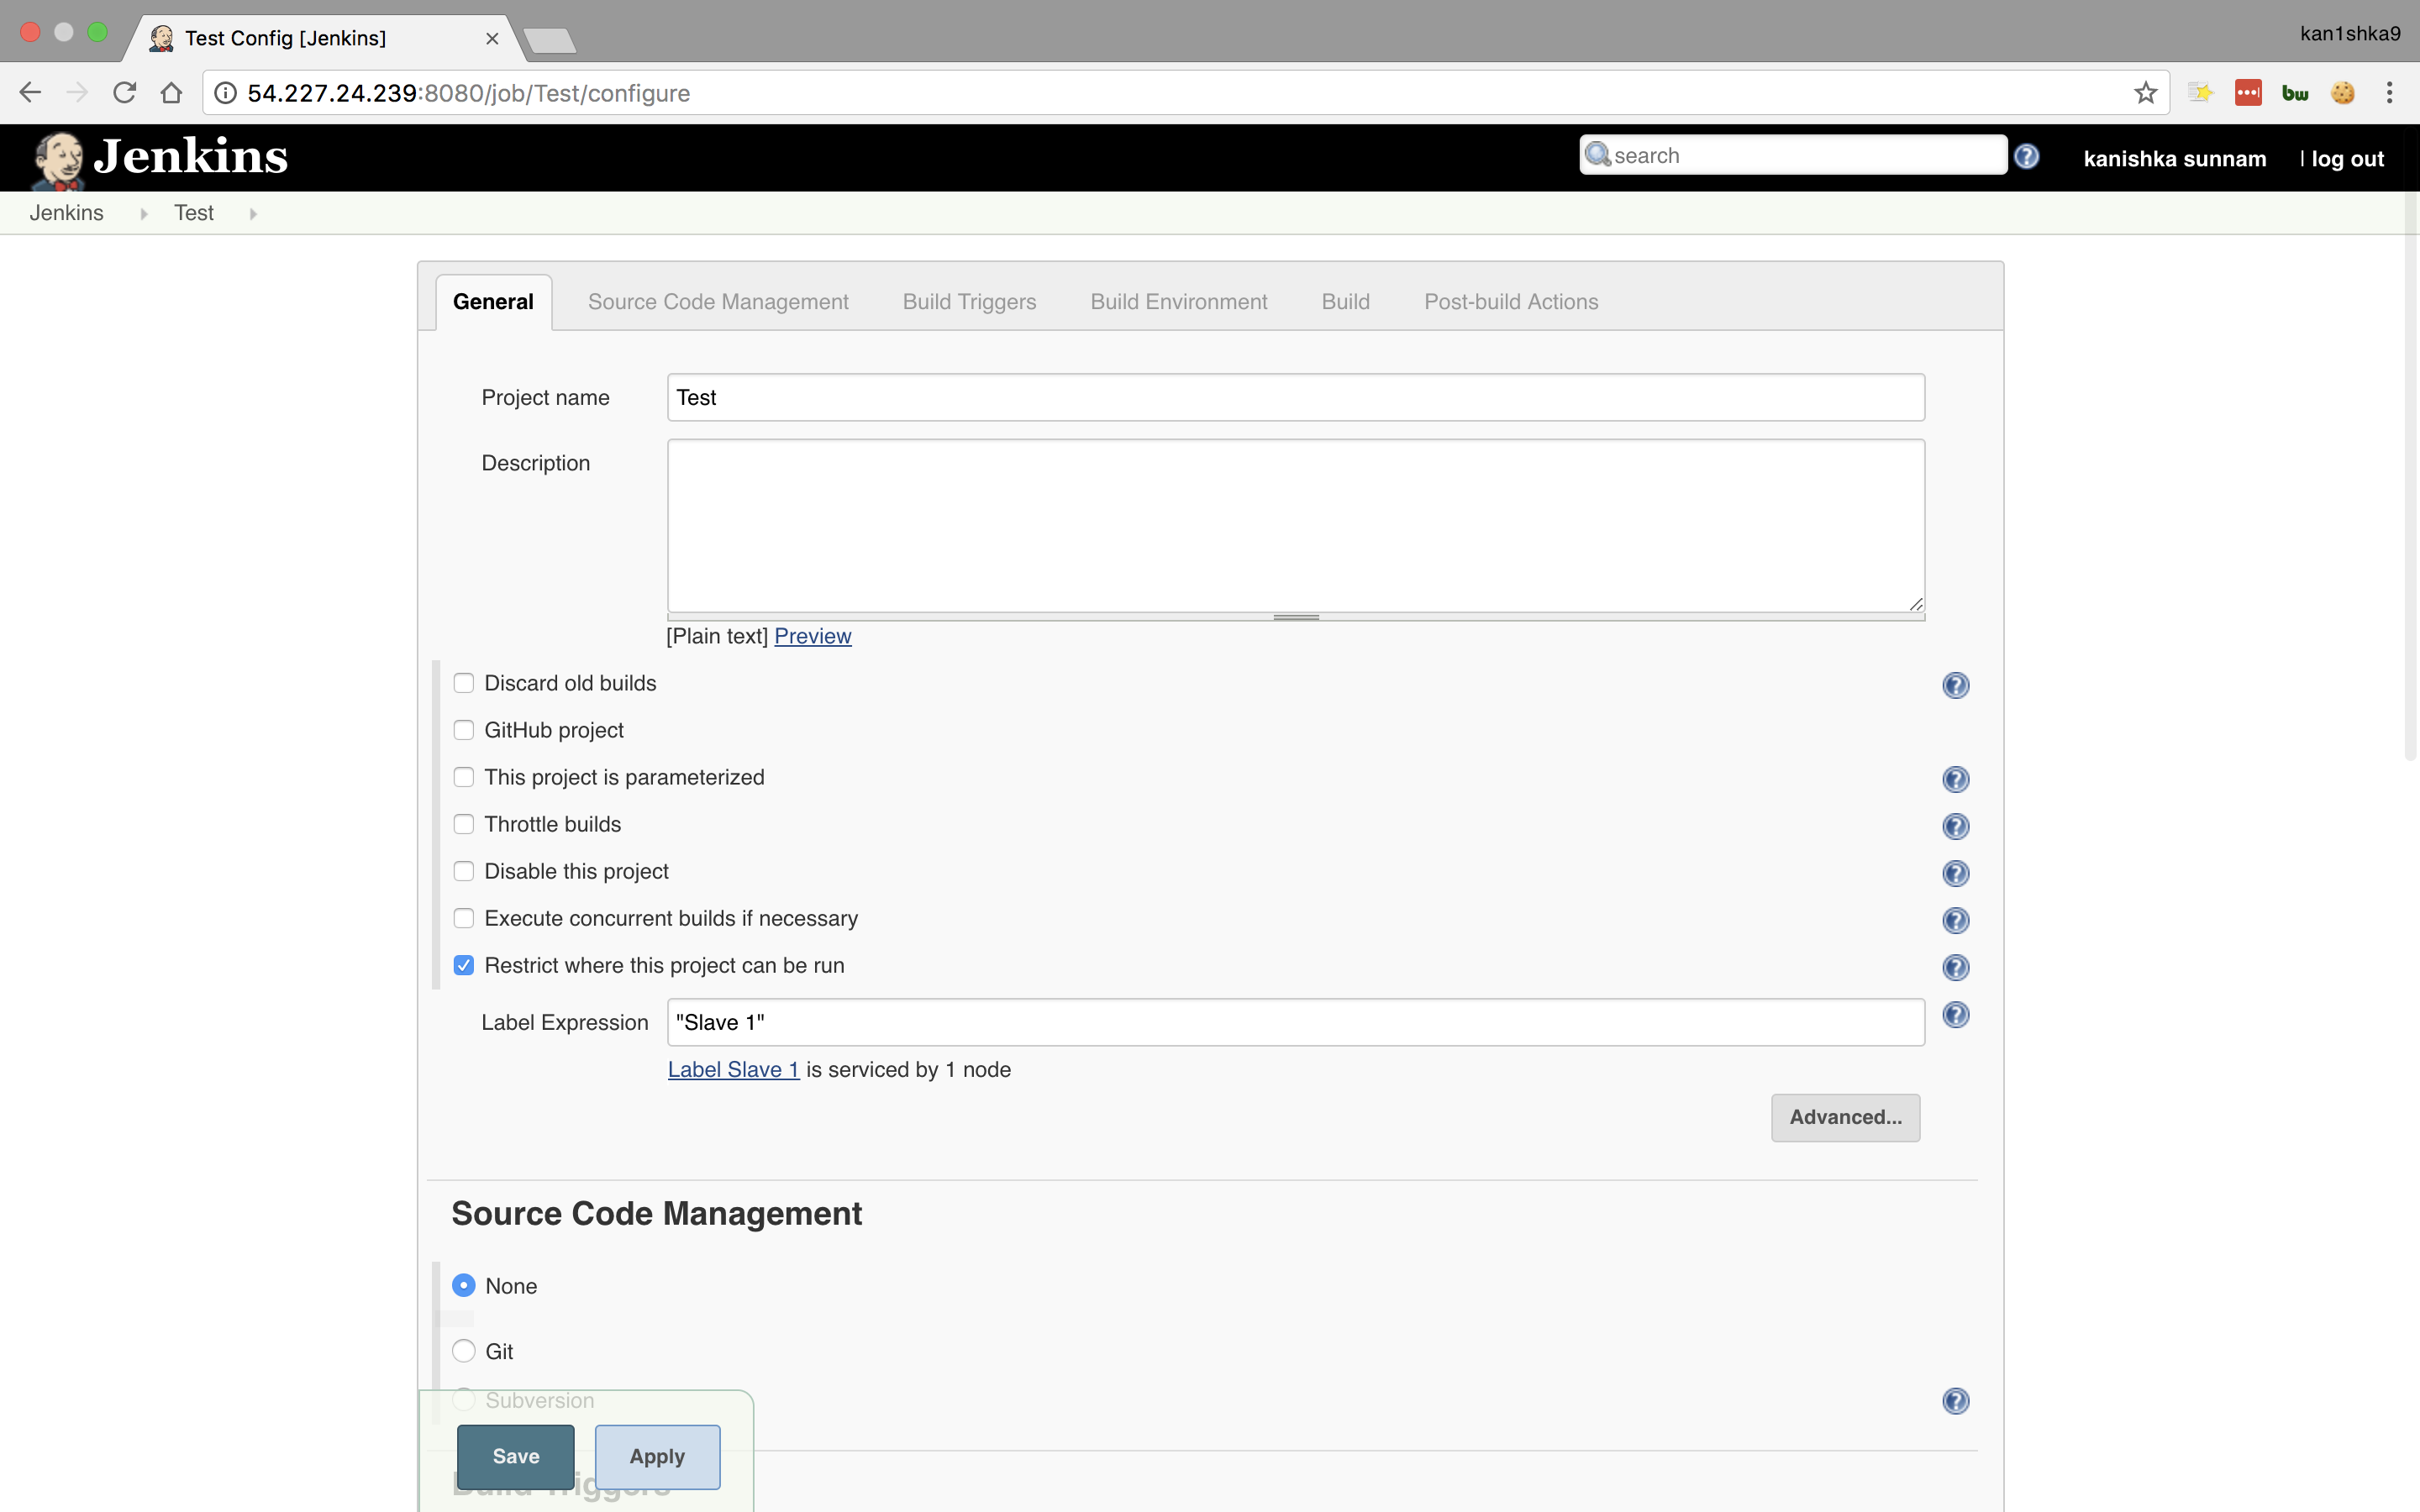 Test Config [Jenkins]
kan1shka9
54.227.24.239:8080/job/Test/configure
bw
Jenkins
search
kanishka sunnam
| log out
Jenkins
Test
General
Source Code Management
Build Triggers
Build Environment
Build
Post-build Actions
Project name
Test
Description
[Plain text] Preview
Discard old builds
GitHub project
This project is parameterized
Throttle builds
Disable this project
Execute concurrent builds if necessary
Restrict where this project can be run
Label Expression
"Slave 1"
Label Slave 1 is serviced by 1 node
Advanced...
Source Code Management
None
Git
Subversion
Save
Apply
Build Triggers